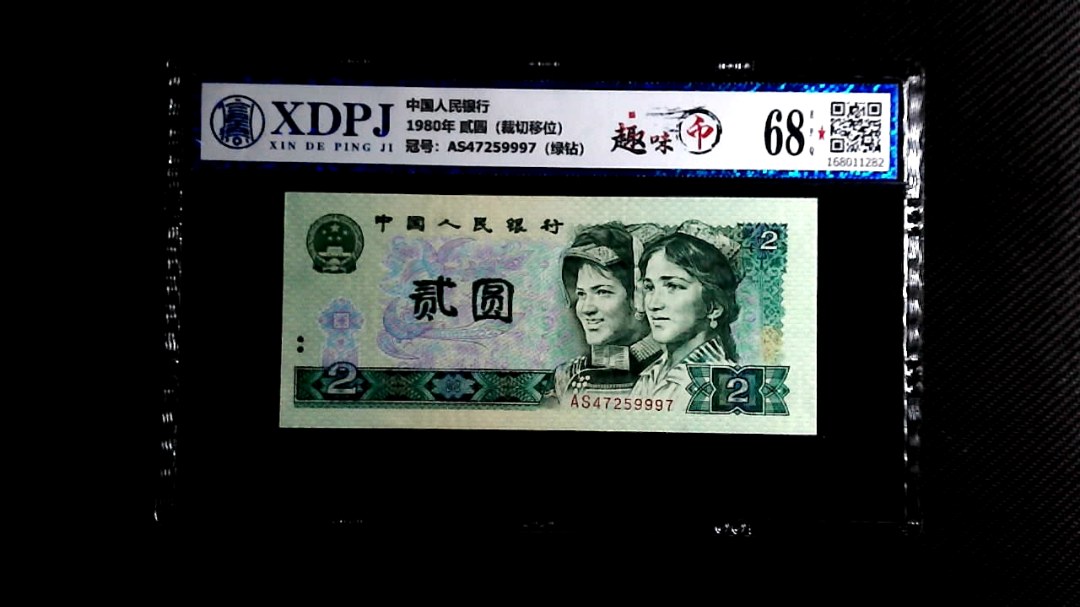 XDPJ
XIN DE PING JI
中国人民银行
1980年 贰圆（裁切移位）
冠号：AS47259997（绿钻）
趣味币
68
168011282
中国人民银行
贰圆
2
2
2
AS47259997